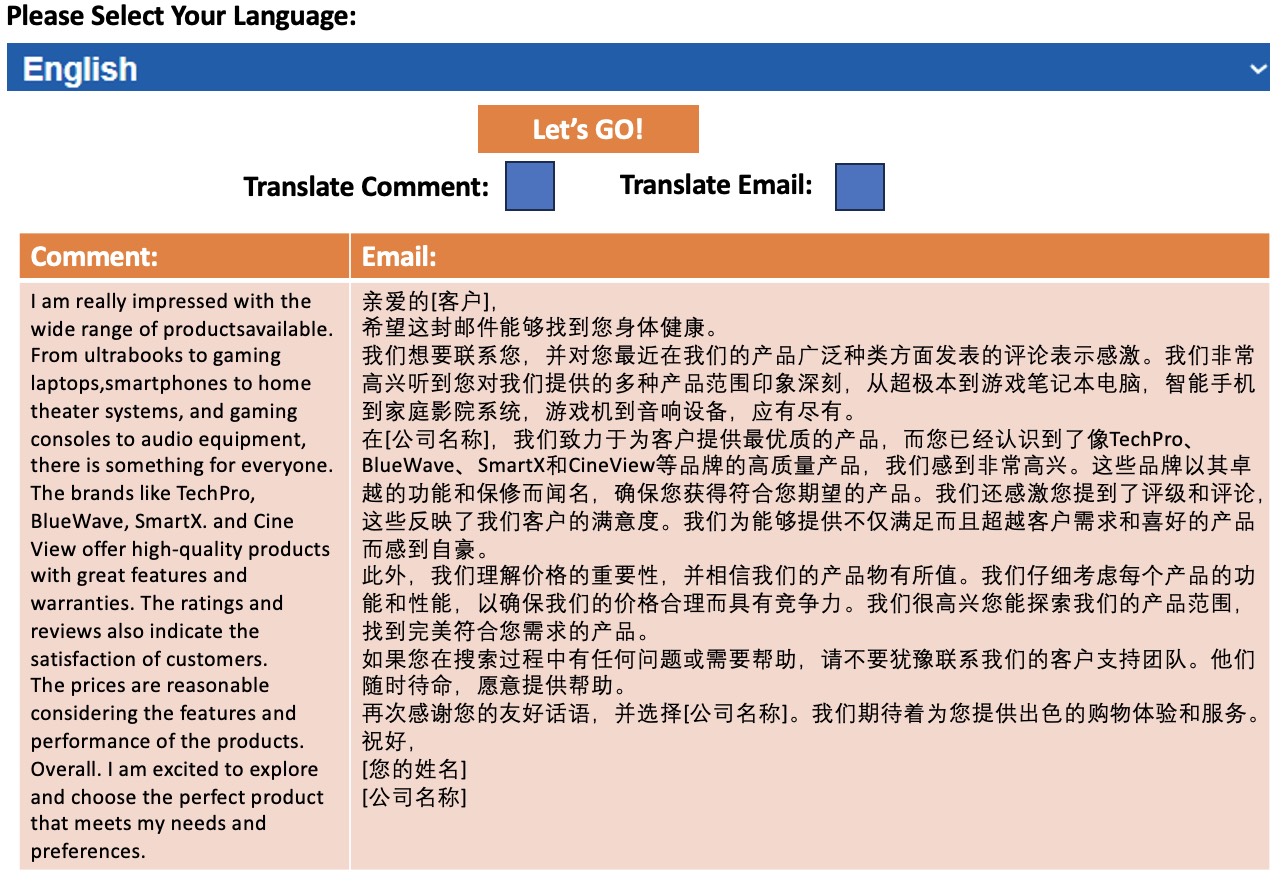 Please Select Your Language:
English
Let’s GO!
Translate Comment:
Translate Email:
Comment:
I am really impressed with the
wide range of productsavailable.
From ultrabooks to gaming
laptops,smartphones to home
theater systems, and gaming
consoles to audio equipment,
there is something for everyone.
The brands like TechPro,
BlueWave, SmartX. and Cine
View offer high-quality products
with great features and
warranties. The ratings and
reviews also indicate the
satisfaction of customers.
The prices are reasonable
considering the features and
performance of the products.
Overall. I am excited to explore
and choose the perfect product
that meets my needs and
preferences.
Email:
亲爱的[客户],
希望这封邮件能够找到您身体健康。
我们想要联系您，并对您最近在我们的产品广泛种类方面发表的评论表示感激。我们非常
高兴听到您对我们提供的多种产品范围印象深刻，从超极本到游戏笔记本电脑，智能手机
到家庭影院系统，游戏机到音响设备，应有尽有。
在[公司名称]，我们致力于为客户提供最优质的产品，而您已经认识到了像TechPro、
BlueWave、SmartX和CineView等品牌的高质量产品，我们感到非常高兴。这些品牌以其卓
越的功能和保修而闻名，确保您获得符合您期望的产品。我们还感激您提到了评级和评论，
这些反映了我们客户的满意度。我们为能够提供不仅满足而且超越客户需求和喜好的产品
而感到自豪。
此外，我们理解价格的重要性，并相信我们的产品物有所值。我们仔细考虑每个产品的功
能和性能，以确保我们的价格合理而具有竞争力。我们很高兴您能探索我们的产品范围，
找到完美符合您需求的产品。
如果您在搜索过程中有任何问题或需要帮助，请不要犹豫联系我们的客户支持团队。他们
随时待命，愿意提供帮助。
再次感谢您的友好话语，并选择[公司名称]。我们期待着为您提供出色的购物体验和服务。
祝好，
[您的姓名]
[公司名称]